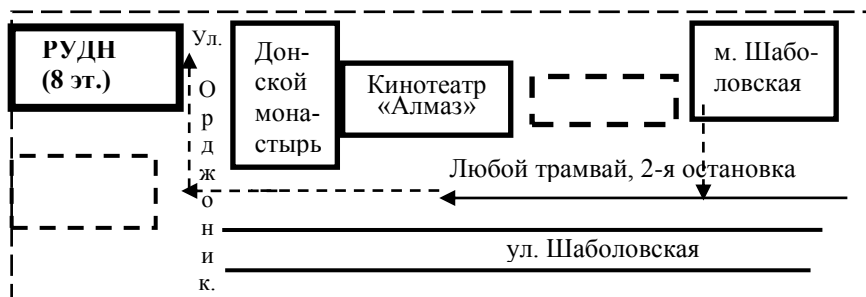 РУДН
(8 эт.)
Ул.
О
р
д
ж
о
н
и
к.
Дон-
ской
мона-
стырь
Кинотеатр
«Алмаз»
м. Шабо-
ловская
Любой трамвай, 2-я остановка
ул. Шаболовская